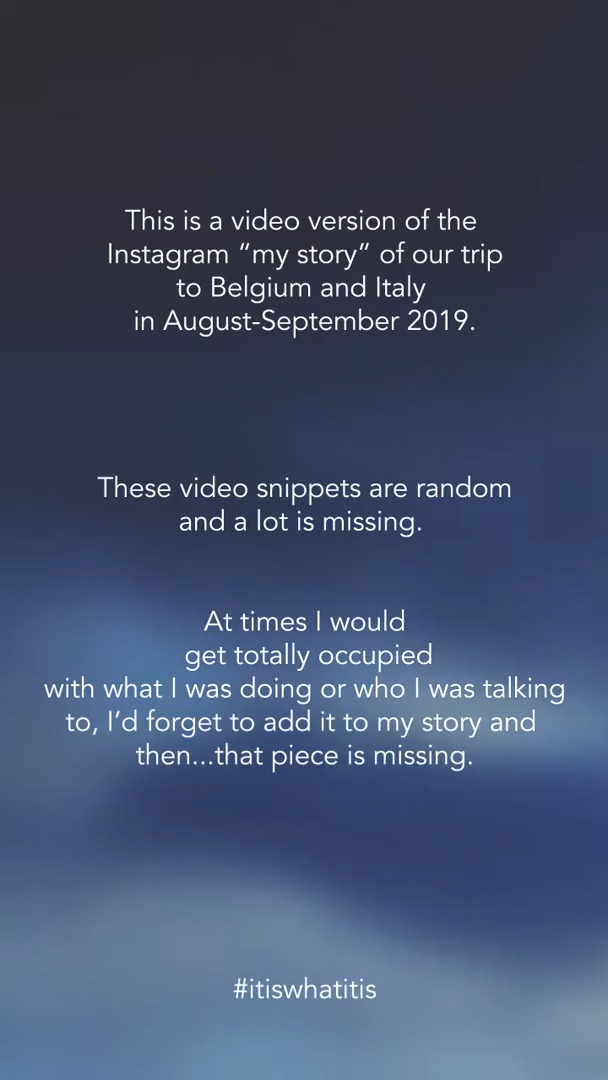 This is a video version of the
Instagram “my story” of our trip
to Belgium and Italy
in August-September 2019.
These video snippets are random
and a lot is missing.
At times I would
get totally occupied
with what I was doing or who I was talking
to, I’d forget to add it to my story and
then...that piece is missing.
#itiswhatitis